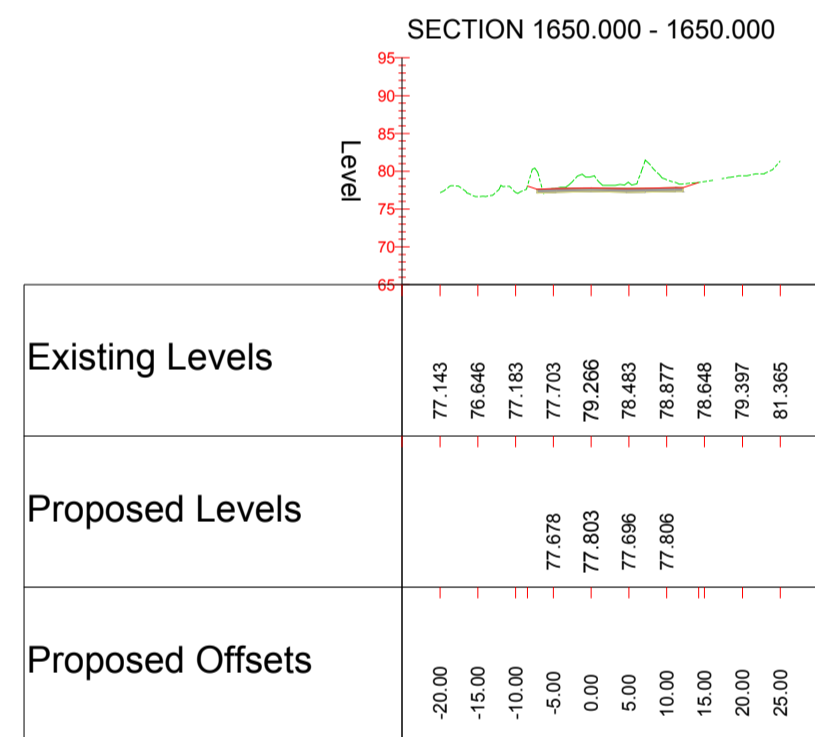 SECTION 1650.000 - 1650.000
95
90
85
80
75
70
65
Level
Existing Levels
77.143 76.646 77.183 77.703 79.266 78.483 78.877 78.648 79.397 81.365
Proposed Levels
77.678 77.803 77.696 77.806
Proposed Offsets
-20.00 -15.00 -10.00 -5.00 0.00 5.00 10.00 15.00 20.00 25.00